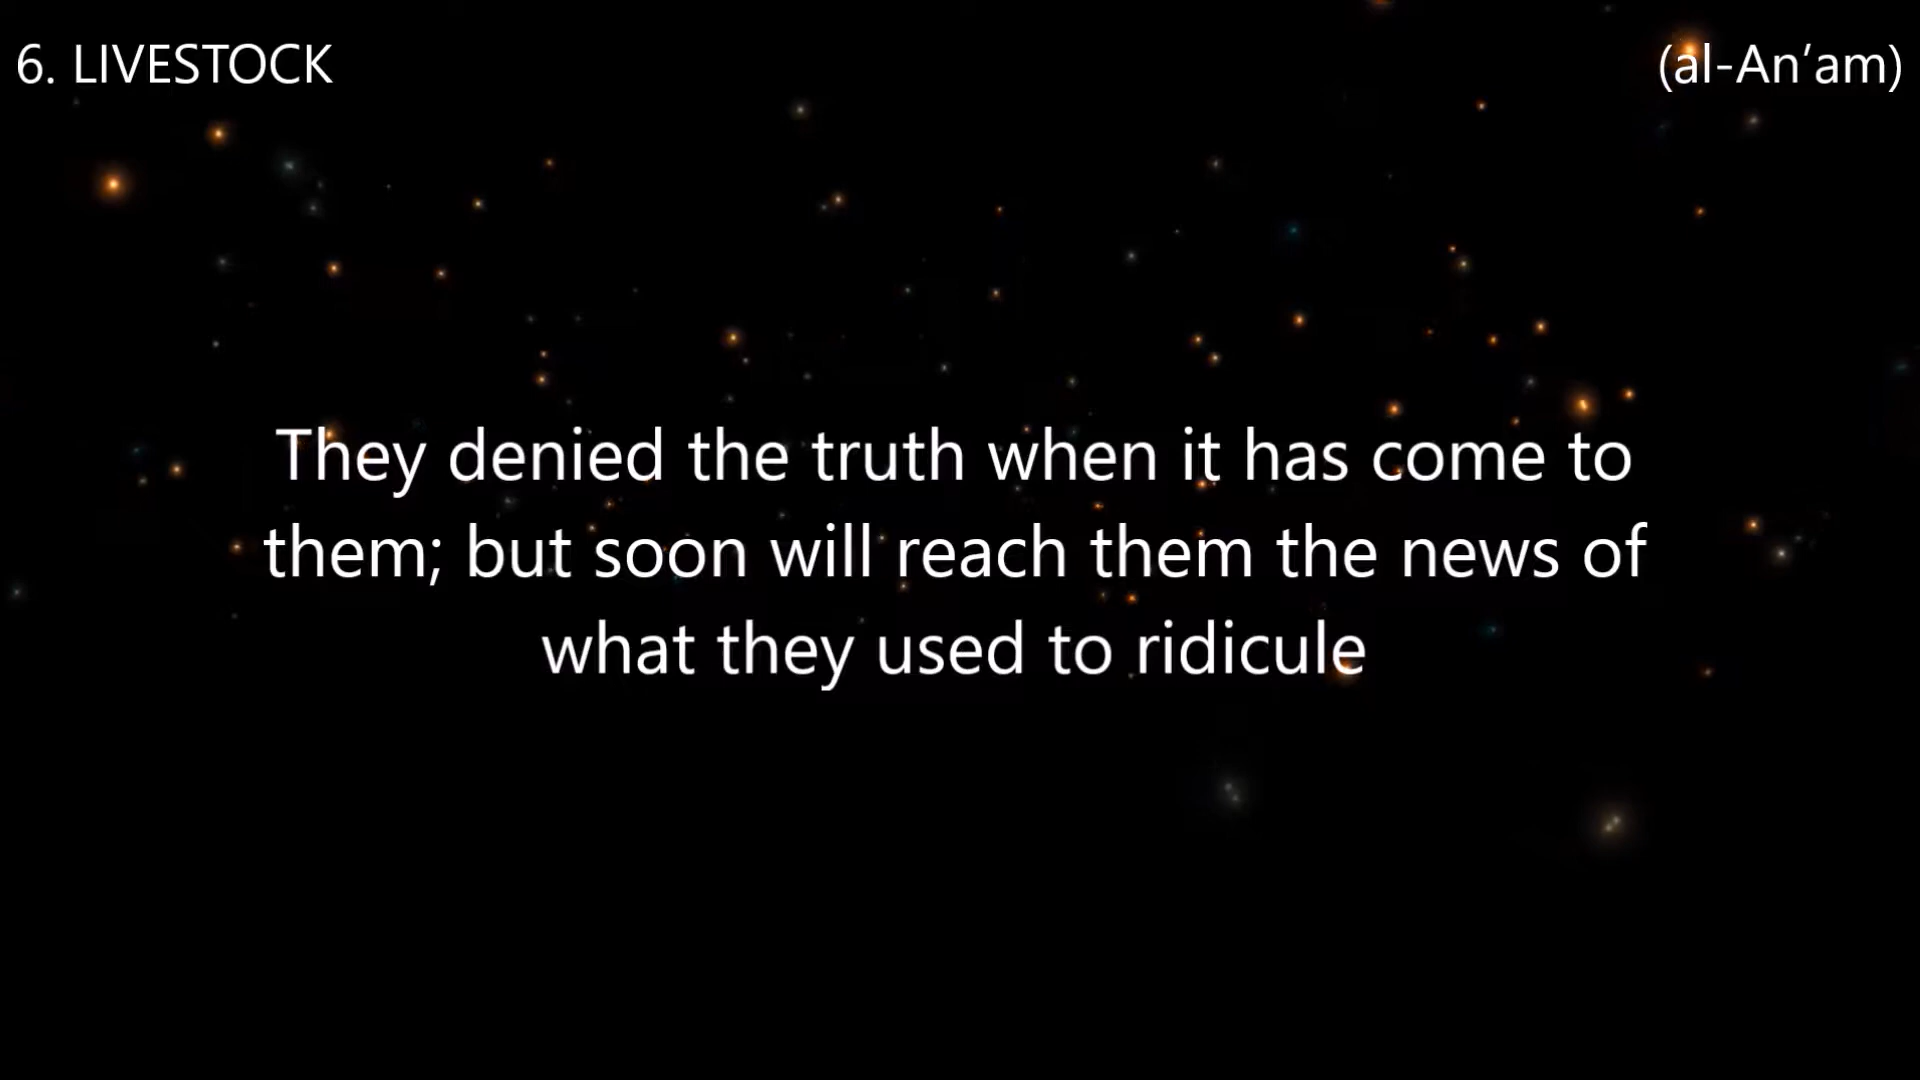 6. LIVESTOCK
(al-An’am)
They denied the truth when it has come to
them; but soon will reach them the news of
what they used to ridicule